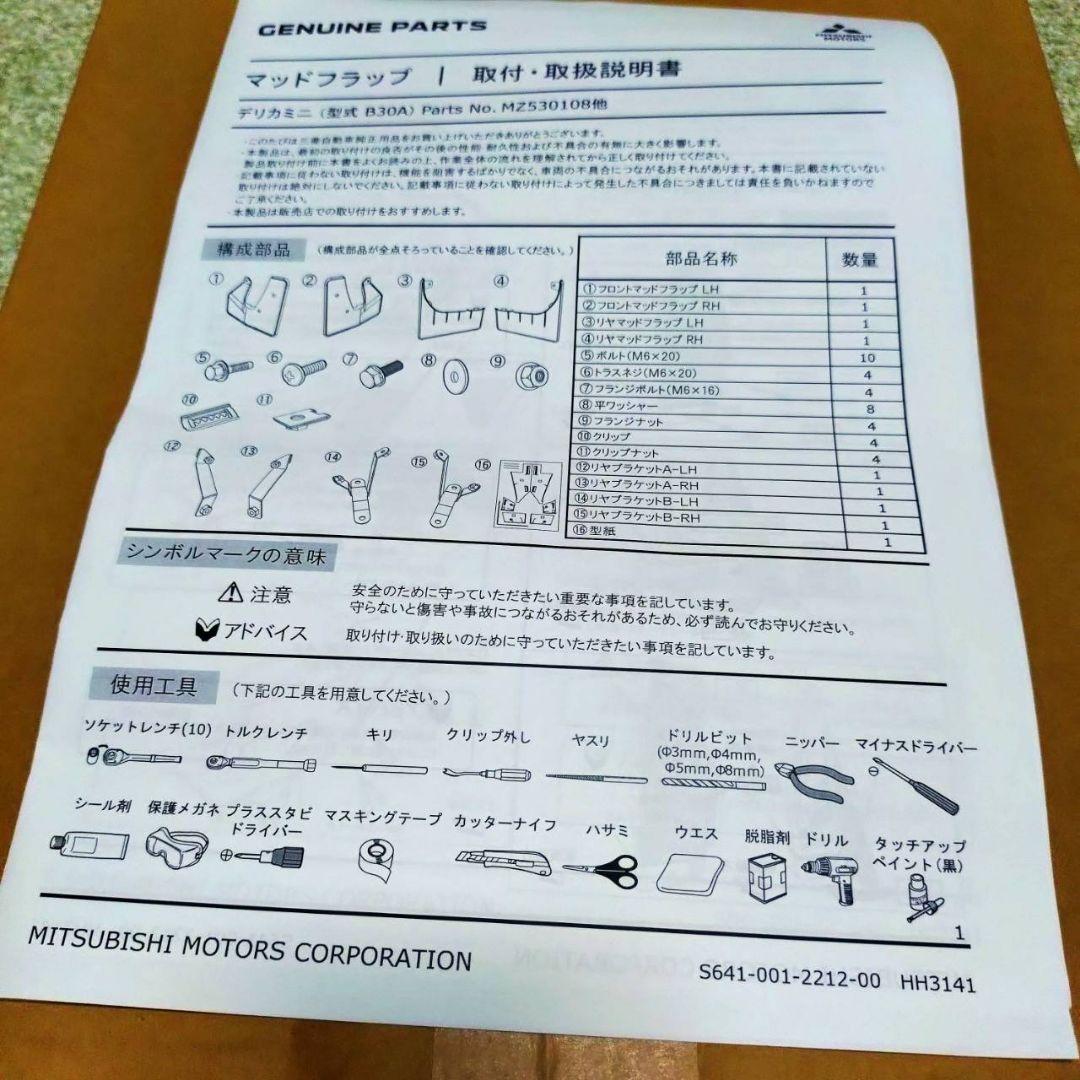 GENUINE PARTS
MITSUBISHI
MOTORS
マッドフラップ | 取付・取扱説明書
デリカミニ (型式 B30A) Parts No. MZ530108他
・このたびは三菱自動車純正用品をお買い上げいただきありがとうございます。
・本製品は、最初の取り付けの良否がその後の性能・耐久性および不具合の有無に大きく影響します。
製品取り付け前に本書をよくお読みの上、作業全体の流れを理解されてから正しく取り付けてください。
記載事項に従わない取り付けは、機能を阻害するばかりでなく、車両の不具合につながるおそれがあります。本書に記載されていない
取り付けは絶対にしないでください。記載事項に従わない取り付けによって発生した不具合につきましては責任を負いかねますので
ご了承ください。
・本製品は販売店での取り付けをおすすめします。
構成部品 (構成部品が全点そろっていることを確認してください。)
① ② ③ ④
⑤ ⑥ ⑦ ⑧ ⑨
⑩ ⑪
⑫ ⑬ ⑭ ⑮ ⑯
部品名称 数量
①フロントマッドフラップ LH 1
②フロントマッドフラップ RH 1
③リヤマッドフラップ LH 1
④リヤマッドフラップ RH 1
⑤ボルト(M6×20) 10
⑥トラスネジ(M6×20) 4
⑦フランジボルト(M6×16) 4
⑧平ワッシャー 8
⑨フランジナット 4
⑩クリップ 4
⑪クリップナット 4
⑫リヤブラケットA-LH 1
⑬リヤブラケットA-RH 1
⑭リヤブラケットB-LH 1
⑮リヤブラケットB-RH 1
⑯型紙 1
シンボルマークの意味
注意 安全のために守っていただきたい重要な事項を記しています。
守らないと傷害や事故につながるおそれがあるため、必ず読んでお守りください。
アドバイス 取り付け・取り扱いのために守っていただきたい事項を記しています。
使用工具 (下記の工具を用意してください。)
ソケットレンチ(10) トルクレンチ キリ クリップ外し ヤスリ ドリルビット ニッパー マイナスドライバー
(Φ3mm,Φ4mm,
Φ5mm,Φ8mm)
シール剤 保護メガネ プラススタビ マスキングテープ カッターナイフ ハサミ ウエス 脱脂剤 ドリル タッチアップ
ドライバー ペイント(黒)
1
MITSUBISHI MOTORS CORPORATION
S641-001-2212-00 HH3141